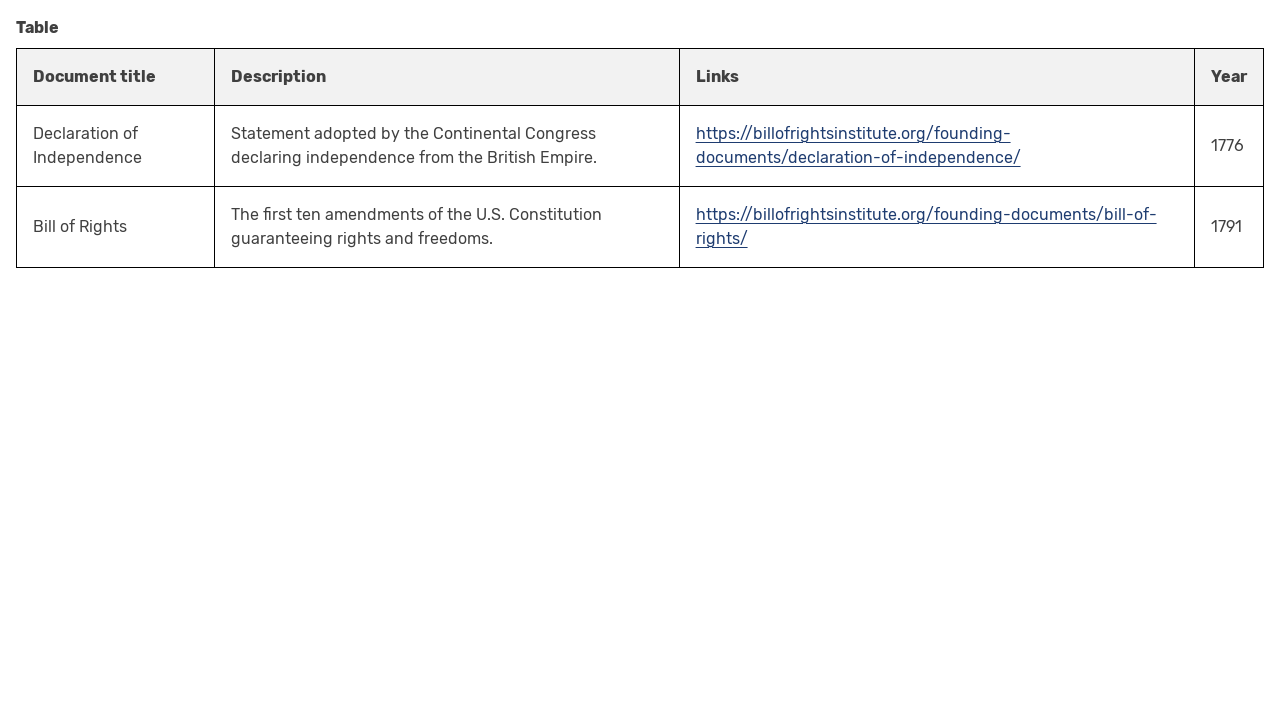 Table
Document title Description Links Year
Declaration of
Independence
Statement adopted by the Continental Congress
declaring independence from the British Empire.
https://billofrightsinstitute.org/founding-
documents/declaration-of-independence/
1776
Bill of Rights
The first ten amendments of the U.S. Constitution
guaranteeing rights and freedoms.
https://billofrightsinstitute.org/founding-documents/bill-of-
rights/
1791